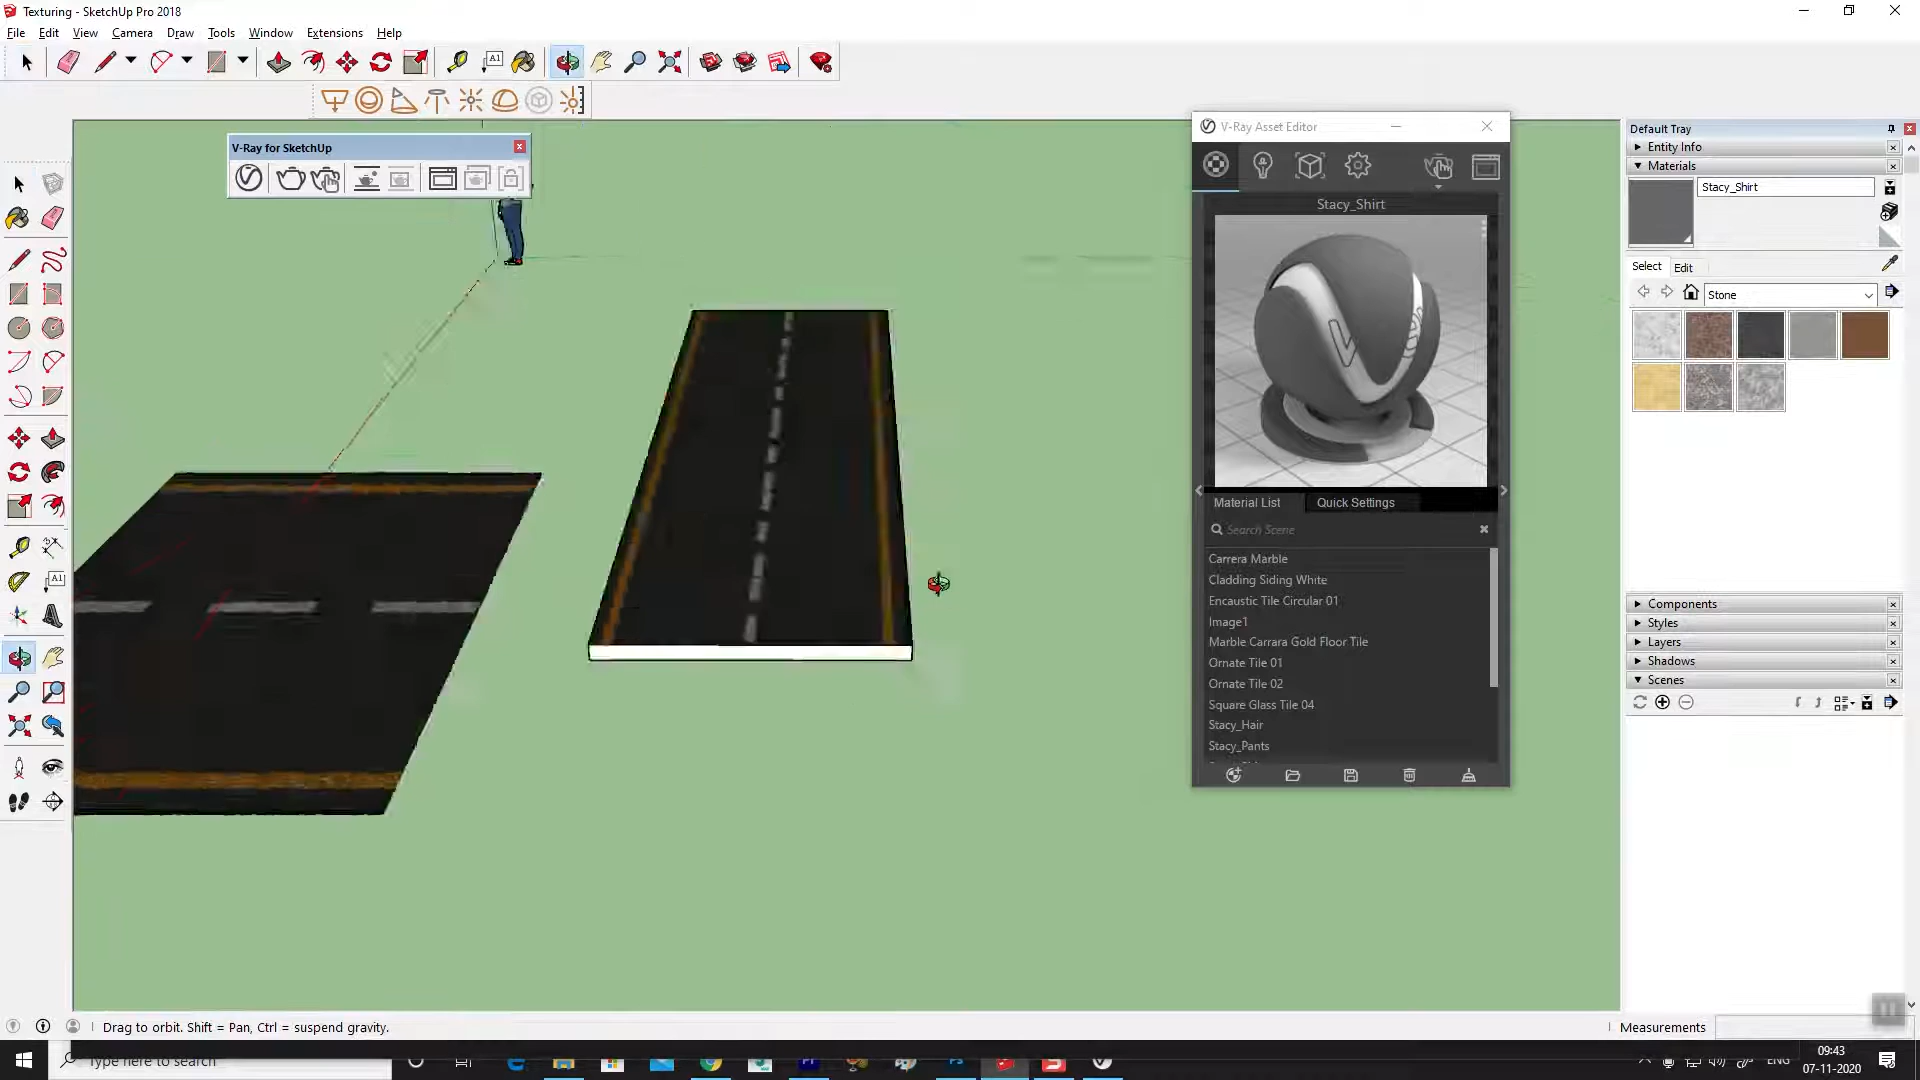 Texturing - SketchUp Pro 2018
File Edit View Camera Draw Tools Window Extensions Help
A1
V-Ray for SketchUp
V-Ray Asset Editor
Stacy_Shirt
Material List Quick Settings
Search Scene
Carrera Marble
Cladding Siding White
Encaustic Tile Circular 01
Image1
Marble Carrara Gold Floor Tile
Ornate Tile 01
Ornate Tile 02
Square Glass Tile 04
Stacy_Hair
Stacy_Pants
Default Tray
Entity Info
Materials
Stacy_Shirt
Select Edit
Stone
Components
Styles
Layers
Shadows
Scenes
A1
Drag to orbit. Shift = Pan, Ctrl = suspend gravity.
Measurements
Type here to search
ENG
09:43
07-11-2020